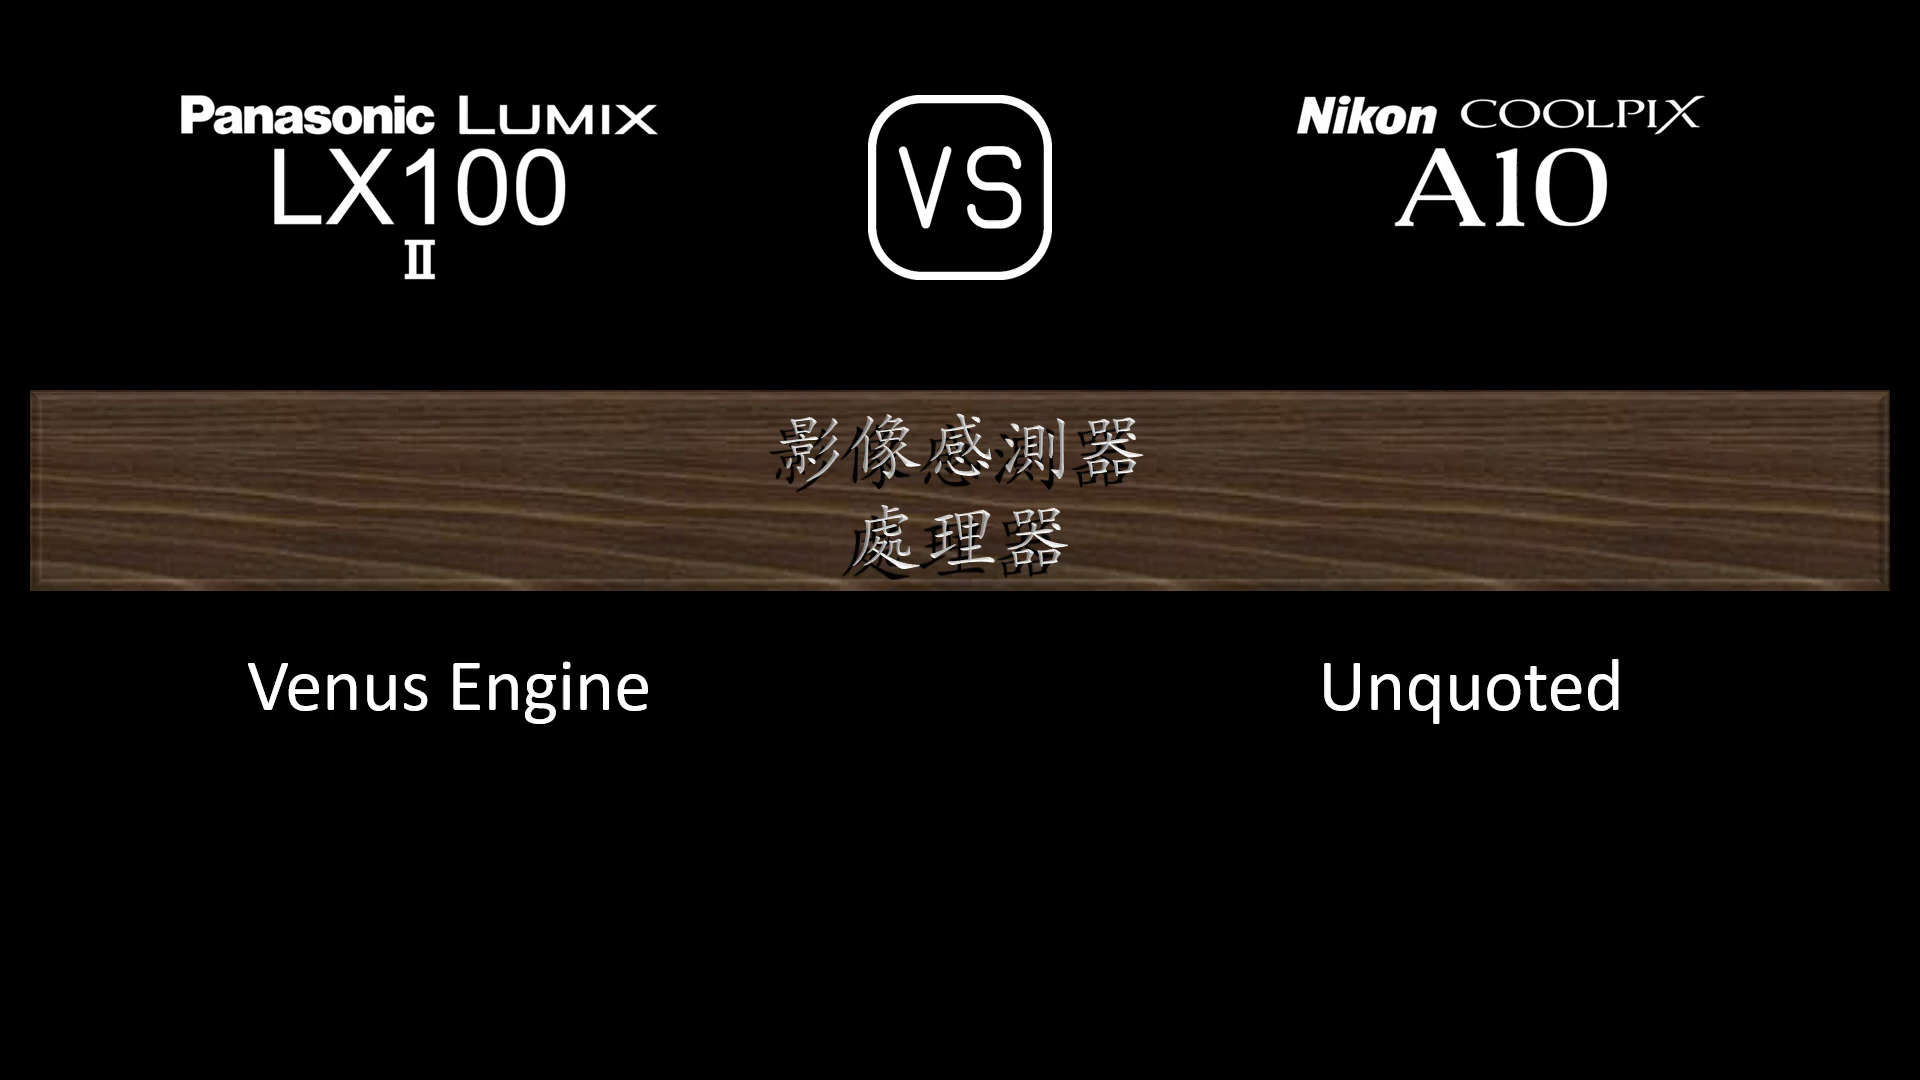 Panasonic LUMIX
LX100
II
VS
Nikon COOLPIX
A10
影像感測器
處理器
Venus Engine
Unquoted